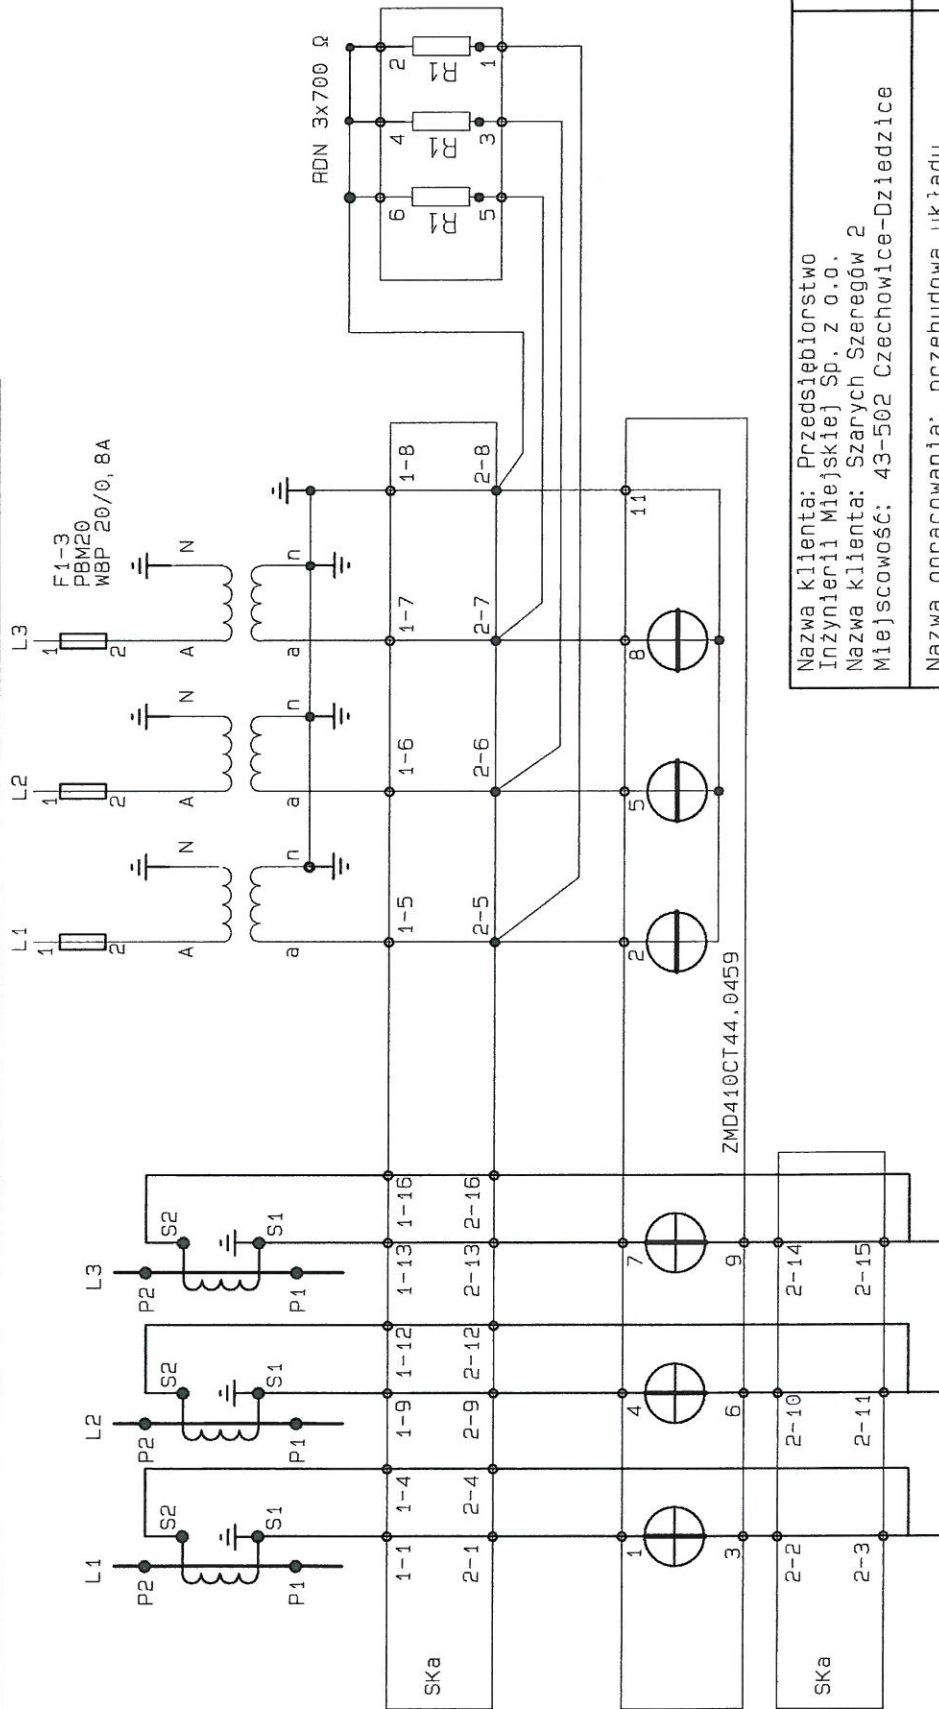 L1
L2
L3
L1
L2
L3
F1-3
PBM20
WBP 20/0,8A
1
1
1
2
2
2
P2
S2
P2
S2
P2
S2
A
N
A
N
A
N
P1
S1
P1
S1
P1
S1
a
n
a
n
a
n
RDN 3x700 Ω
6
4
2
R1
R1
R1
5
3
1
SKa
1-1
1-4
1-9
1-12
1-13
1-16
1-5
1-6
1-7
1-8
2-1
2-4
2-9
2-12
2-13
2-16
2-5
2-6
2-7
2-8
1
4
7
2
5
8
11
3
6
9
ZMD410CT44.0459
SKa
2-2
2-10
2-14
2-3
2-11
2-15
Nazwa klienta: Przedsiębiorstwo
Inżynierii Miejskiej Sp. z o.o.
Nazwa klienta: Szarych Szeregów 2
Miejscowość: 43-502 Czechowice-Dziedzice
Nazwa opracowania: przebudowa układu